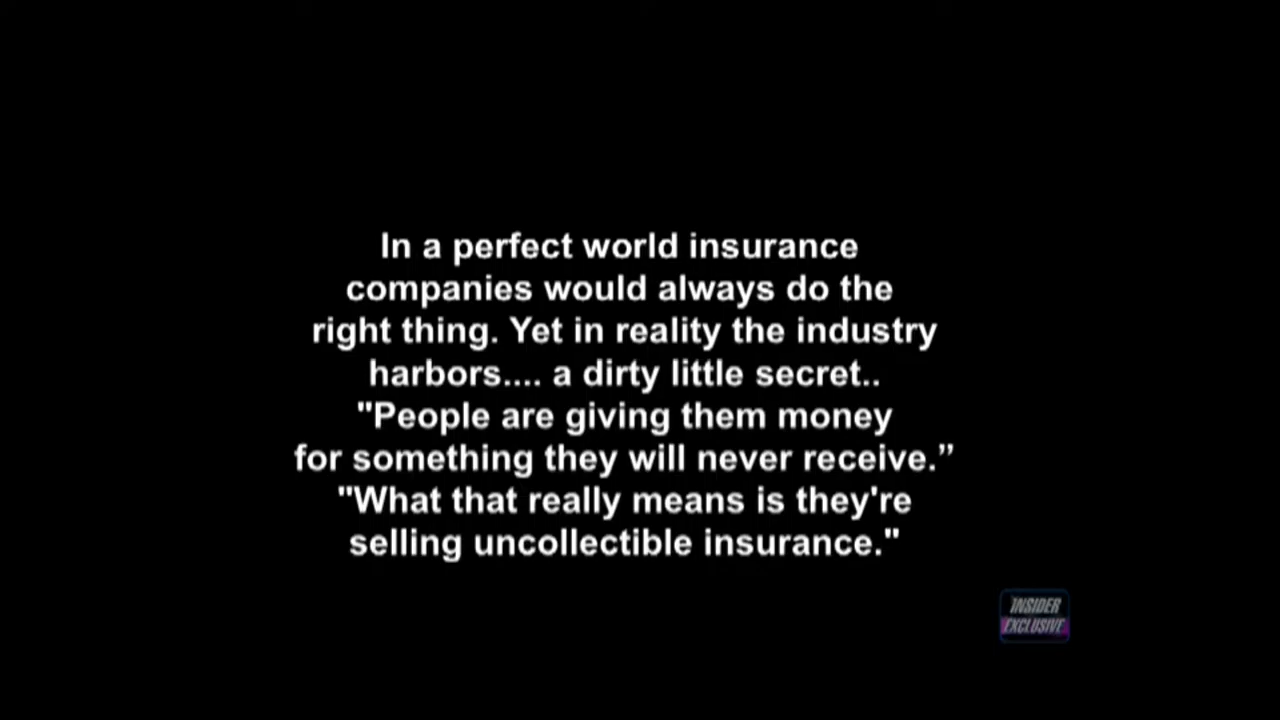 In a perfect world insurance
companies would always do the
right thing. Yet in reality the industry
harbors.... a dirty little secret..
"People are giving them money
for something they will never receive.”
"What that really means is they're
selling uncollectible insurance."
INSIDER
EXCLUSIVE